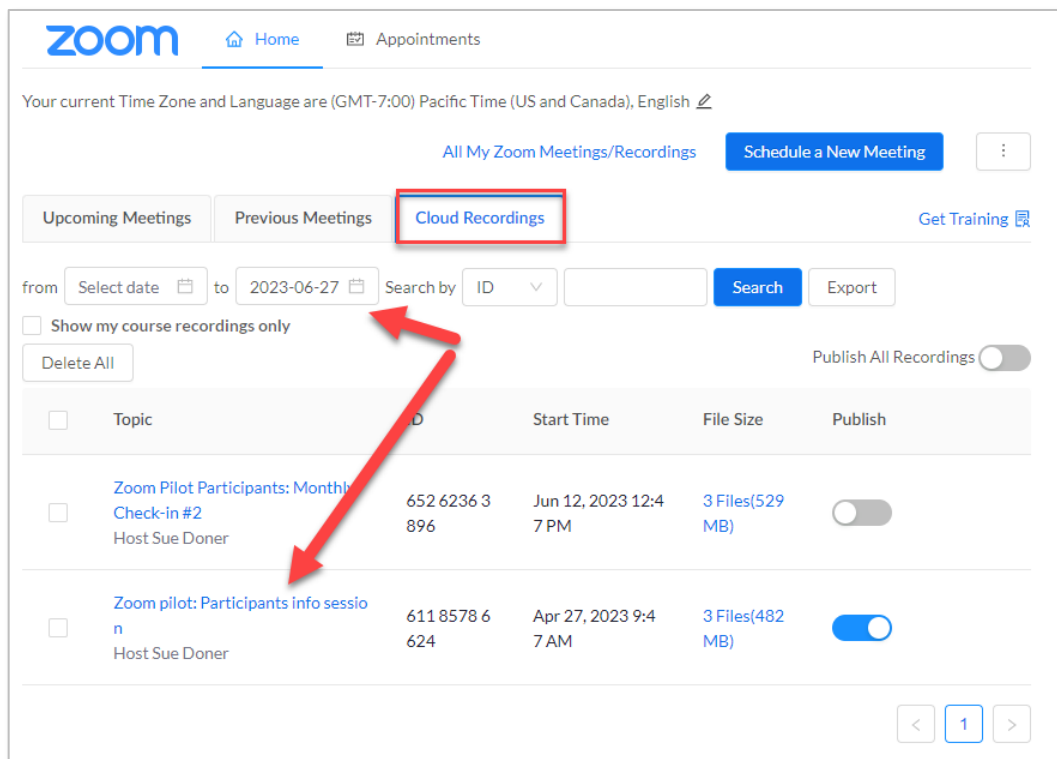 zoom Home Appointments
Your current Time Zone and Language are (GMT-7:00) Pacific Time (US and Canada), English
All My Zoom Meetings/Recordings Schedule a New Meeting
Upcoming Meetings Previous Meetings Cloud Recordings Get Training
from Select date to 2023-06-27 Search by ID Search Export
Show my course recordings only
Delete All Publish All Recordings
Topic Start Time File Size Publish
Zoom Pilot Participants: Monthly 652 6236 3 Jun 12, 2023 12:4 3 Files(529
Check-in #2 896 7 PM MB)
Host Sue Doner
Zoom pilot: Participants info sessio 611 8578 6 Apr 27, 2023 9:4 3 Files(482
n 624 7 AM MB)
Host Sue Doner
< 1 >